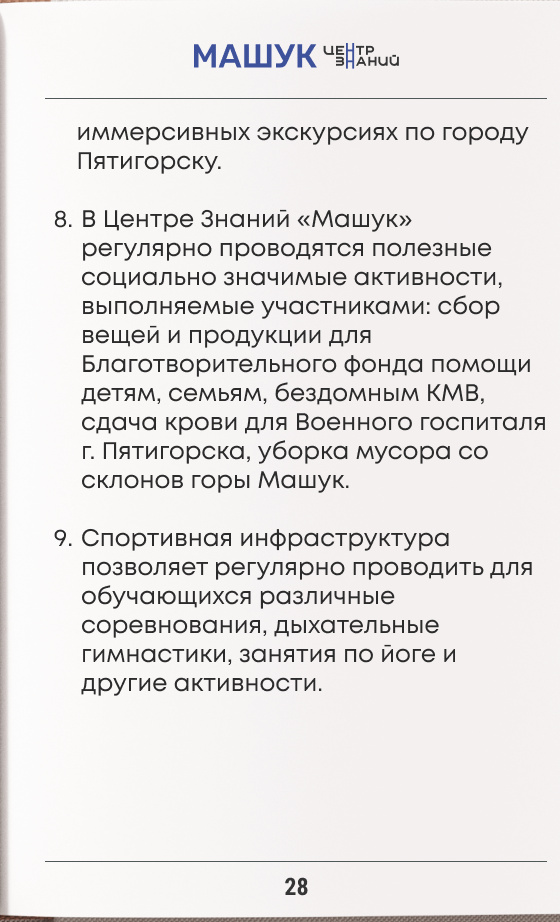 МАШУК ЦЕНТР ЗНАНИЙ
иммерсивных экскурсиях по городу
Пятигорску.
8. В Центре Знаний «Машук»
регулярно проводятся полезные
социально значимые активности,
выполняемые участниками: сбор
вещей и продукции для
Благотворительного фонда помощи
детям, семьям, бездомным КМВ,
сдача крови для Военного госпиталя
г. Пятигорска, уборка мусора со
склонов горы Машук.
9. Спортивная инфраструктура
позволяет регулярно проводить для
обучающихся различные
соревнования, дыхательные
гимнастики, занятия по йоге и
другие активности.
28